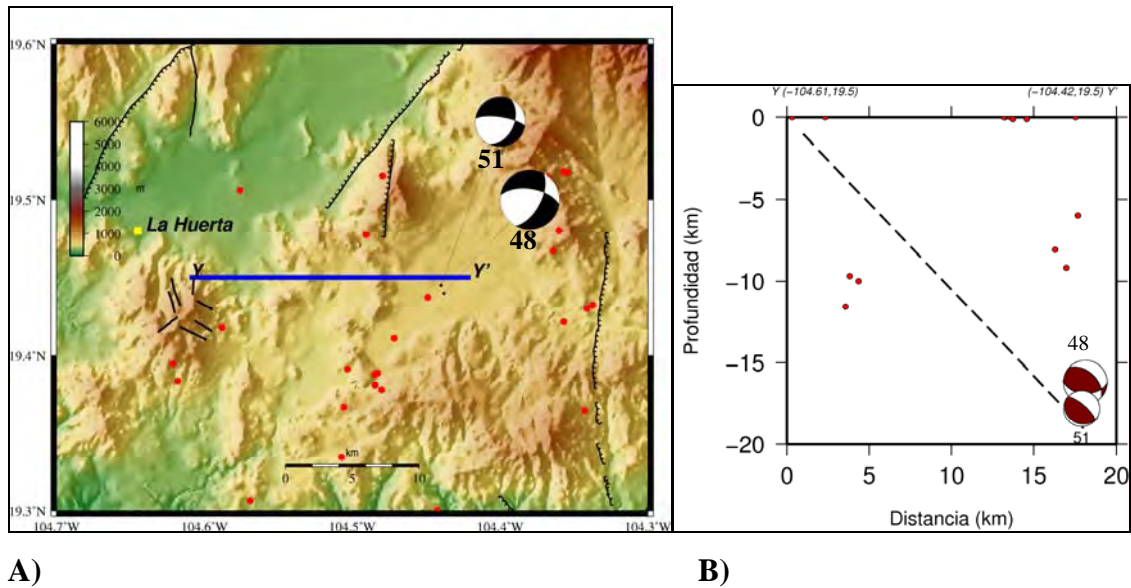 19.6°N
19.5°N
19.4°N
19.3°N
104.7°W
104.6°W
104.5°W
104.4°W
104.3°W
6000
5000
4000
3000
2000
1000
0
m
La Huerta
Y
Y'
51
48
km
0
5
10
A)
Y (−104.61,19.5)
(−104.42,19.5) Y'
0
−5
−10
−15
−20
Profundidad (km)
48
51
0
5
10
15
20
Distancia (km)
B)